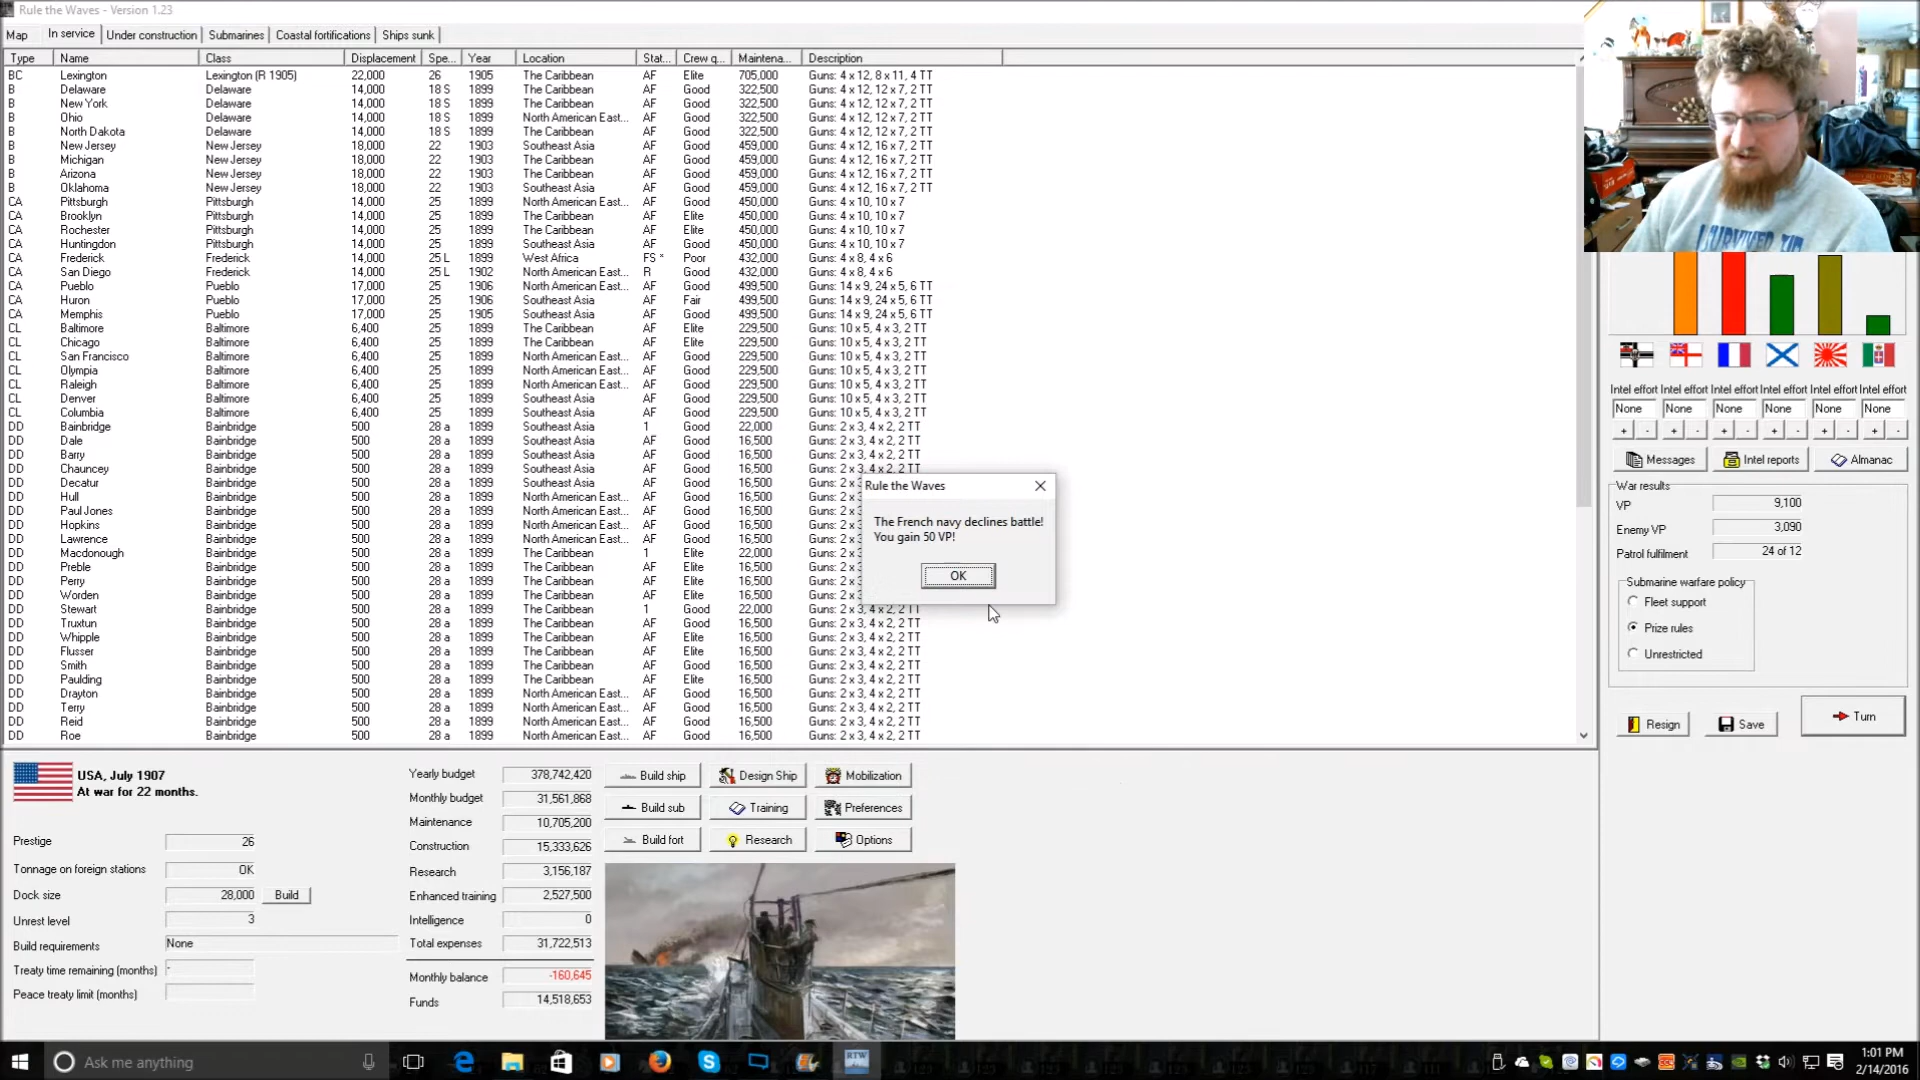 Rule the Waves - Version 1.23
Map In service Under construction Submarines Coastal fortifications Ships sunk
Type Name Class Displacement Spe... Year Location Stat... Crew q... Maintena... Description
BC Lexington Lexington (R 1905) 22,000 26 1905 The Caribbean AF Elite 705,000 Guns: 4 x 12, 8 x 11, 4 TT
B Delaware Delaware 14,000 18 S 1899 The Caribbean AF Good 322,500 Guns: 4 x 12, 12 x 7, 2 TT
B New York Delaware 14,000 18 S 1899 The Caribbean AF Good 322,500 Guns: 4 x 12, 12 x 7, 2 TT
B Ohio Delaware 14,000 18 S 1899 North American East... AF Good 322,500 Guns: 4 x 12, 12 x 7, 2 TT
B North Dakota Delaware 14,000 18 S 1899 The Caribbean AF Good 322,500 Guns: 4 x 12, 12 x 7, 2 TT
B New Jersey New Jersey 18,000 22 1903 Southeast Asia AF Good 459,000 Guns: 4 x 12, 16 x 7, 2 TT
B Michigan New Jersey 18,000 22 1903 The Caribbean AF Good 459,000 Guns: 4 x 12, 16 x 7, 2 TT
B Arizona New Jersey 18,000 22 1903 The Caribbean AF Good 459,000 Guns: 4 x 12, 16 x 7, 2 TT
B Oklahoma New Jersey 18,000 22 1903 Southeast Asia AF Good 459,000 Guns: 4 x 12, 16 x 7, 2 TT
CA Pittsburgh Pittsburgh 14,000 25 1899 North American East... AF Good 450,000 Guns: 4 x 10, 10 x 7
CA Brooklyn Pittsburgh 14,000 25 1899 The Caribbean AF Elite 450,000 Guns: 4 x 10, 10 x 7
CA Rochester Pittsburgh 14,000 25 1899 The Caribbean AF Elite 450,000 Guns: 4 x 10, 10 x 7
CA Huntingdon Pittsburgh 14,000 25 1899 Southeast Asia AF Good 450,000 Guns: 4 x 10, 10 x 7
CA Frederick Frederick 14,000 25 L 1899 West Africa FS * Poor 432,000 Guns: 4 x 8, 4 x 6
CA San Diego Frederick 14,000 25 L 1902 North American East... R Good 432,000 Guns: 4 x 8, 4 x 6
CA Pueblo Pueblo 17,000 25 1906 North American East... AF Good 499,500 Guns: 14 x 9, 24 x 5, 6 TT
CA Huron Pueblo 17,000 25 1906 Southeast Asia AF Fair 499,500 Guns: 14 x 9, 24 x 5, 6 TT
CA Memphis Pueblo 17,000 25 1905 Southeast Asia AF Good 499,500 Guns: 14 x 9, 24 x 5, 6 TT
CL Baltimore Baltimore 6,400 25 1899 The Caribbean AF Elite 229,500 Guns: 10 x 5, 4 x 3, 2 TT
CL Chicago Baltimore 6,400 25 1899 The Caribbean AF Elite 229,500 Guns: 10 x 5, 4 x 3, 2 TT
CL San Francisco Baltimore 6,400 25 1899 North American East... AF Good 229,500 Guns: 10 x 5, 4 x 3, 2 TT
CL Olympia Baltimore 6,400 25 1899 North American East... AF Good 229,500 Guns: 10 x 5, 4 x 3, 2 TT
CL Raleigh Baltimore 6,400 25 1899 North American East... AF Good 229,500 Guns: 10 x 5, 4 x 3, 2 TT
CL Denver Baltimore 6,400 25 1899 Southeast Asia AF Good 229,500 Guns: 10 x 5, 4 x 3, 2 TT
CL Columbia Baltimore 6,400 25 1899 Southeast Asia AF Good 229,500 Guns: 10 x 5, 4 x 3, 2 TT
DD Bainbridge Bainbridge 500 28 a 1899 Southeast Asia 1 Good 22,000 Guns: 2 x 3, 4 x 2, 2 TT
DD Dale Bainbridge 500 28 a 1899 Southeast Asia AF Good 16,500 Guns: 2 x 3, 4 x 2, 2 TT
DD Barry Bainbridge 500 28 a 1899 Southeast Asia AF Good 16,500 Guns: 2 x 3, 4 x 2, 2 TT
DD Chauncey Bainbridge 500 28 a 1899 Southeast Asia AF Good 16,500 Guns: 2 x 3, 4 x 2, 2 TT
DD Decatur Bainbridge 500 28 a 1899 Southeast Asia AF Good 16,500 Guns: 2
DD Hull Bainbridge 500 28 a 1899 North American East... AF Good 16,500 Guns: 2
DD Paul Jones Bainbridge 500 28 a 1899 North American East... AF Good 16,500 Guns: 2
DD Hopkins Bainbridge 500 28 a 1899 North American East... AF Good 16,500 Guns: 2
DD Lawrence Bainbridge 500 28 a 1899 North American East... AF Good 16,500 Guns: 2
DD Macdonough Bainbridge 500 28 a 1899 The Caribbean 1 Elite 22,000 Guns: 2
DD Preble Bainbridge 500 28 a 1899 The Caribbean AF Elite 16,500 Guns: 2
DD Perry Bainbridge 500 28 a 1899 The Caribbean AF Elite 16,500 Guns: 2
DD Worden Bainbridge 500 28 a 1899 The Caribbean AF Elite 16,500 Guns: 2
DD Stewart Bainbridge 500 28 a 1899 The Caribbean 1 Good 22,000 Guns: 2 x 3, 4 x 2, 2 TT
DD Truxtun Bainbridge 500 28 a 1899 North American East... AF Good 16,500 Guns: 2 x 3, 4 x 2, 2 TT
DD Whipple Bainbridge 500 28 a 1899 The Caribbean AF Elite 16,500 Guns: 2 x 3, 4 x 2, 2 TT
DD Flusser Bainbridge 500 28 a 1899 The Caribbean AF Elite 16,500 Guns: 2 x 3, 4 x 2, 2 TT
DD Smith Bainbridge 500 28 a 1899 The Caribbean AF Good 16,500 Guns: 2 x 3, 4 x 2, 2 TT
DD Paulding Bainbridge 500 28 a 1899 The Caribbean AF Elite 16,500 Guns: 2 x 3, 4 x 2, 2 TT
DD Drayton Bainbridge 500 28 a 1899 North American East... AF Good 16,500 Guns: 2 x 3, 4 x 2, 2 TT
DD Terry Bainbridge 500 28 a 1899 North American East... AF Good 16,500 Guns: 2 x 3, 4 x 2, 2 TT
DD Reid Bainbridge 500 28 a 1899 North American East... AF Good 16,500 Guns: 2 x 3, 4 x 2, 2 TT
DD Roe Bainbridge 500 28 a 1899 North American East... AF Good 16,500 Guns: 2 x 3, 4 x 2, 2 TT
Rule the Waves
The French navy declines battle!
You gain 50 VP!
OK
I SURVIVED
Intel effort Intel effort Intel effort Intel effort Intel effort Intel effort
None None None None None None
+ - + - + - + - + - + -
Messages Intel reports Almanac
War results
VP 9,100
Enemy VP 3,090
Patrol fulfilment 24 of 12
Submarine warfare policy
Fleet support
Prize rules
Unrestricted
Resign Save Turn
USA, July 1907
At war for 22 months.
Prestige 26
Tonnage on foreign stations OK
Dock size 28,000 Build
Unrest level 3
Build requirements None
Treaty time remaining (months) -
Peace treaty limit (months)
Yearly budget 378,742,420
Monthly budget 31,561,868
Maintenance 10,705,200
Construction 15,333,626
Research 3,156,187
Enhanced training 2,527,500
Intelligence 0
Total expenses 31,722,513
Monthly balance -160,645
Funds 14,518,653
Build ship Design Ship Mobilization
Build sub Training Preferences
Build fort Research Options
Ask me anything
RTW
1:01 PM
2/14/2016